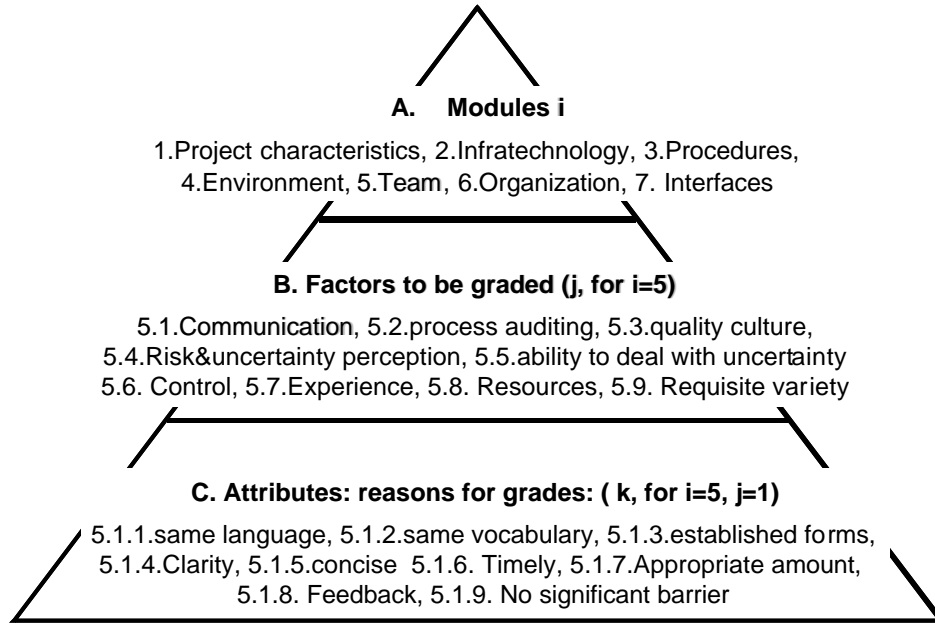 A. Modules i
1.Project characteristics, 2.Infratechnology, 3.Procedures,
4.Environment, 5.Team, 6.Organization, 7. Interfaces
B. Factors to be graded (j, for i=5)
5.1.Communication, 5.2.process auditing, 5.3.quality culture,
5.4.Risk&uncertainty perception, 5.5.ability to deal with uncertainty
5.6. Control, 5.7.Experience, 5.8. Resources, 5.9. Requisite variety
C. Attributes: reasons for grades: ( k, for i=5, j=1)
5.1.1.same language, 5.1.2.same vocabulary, 5.1.3.established forms,
5.1.4.Clarity, 5.1.5.concise 5.1.6. Timely, 5.1.7.Appropriate amount,
5.1.8. Feedback, 5.1.9. No significant barrier